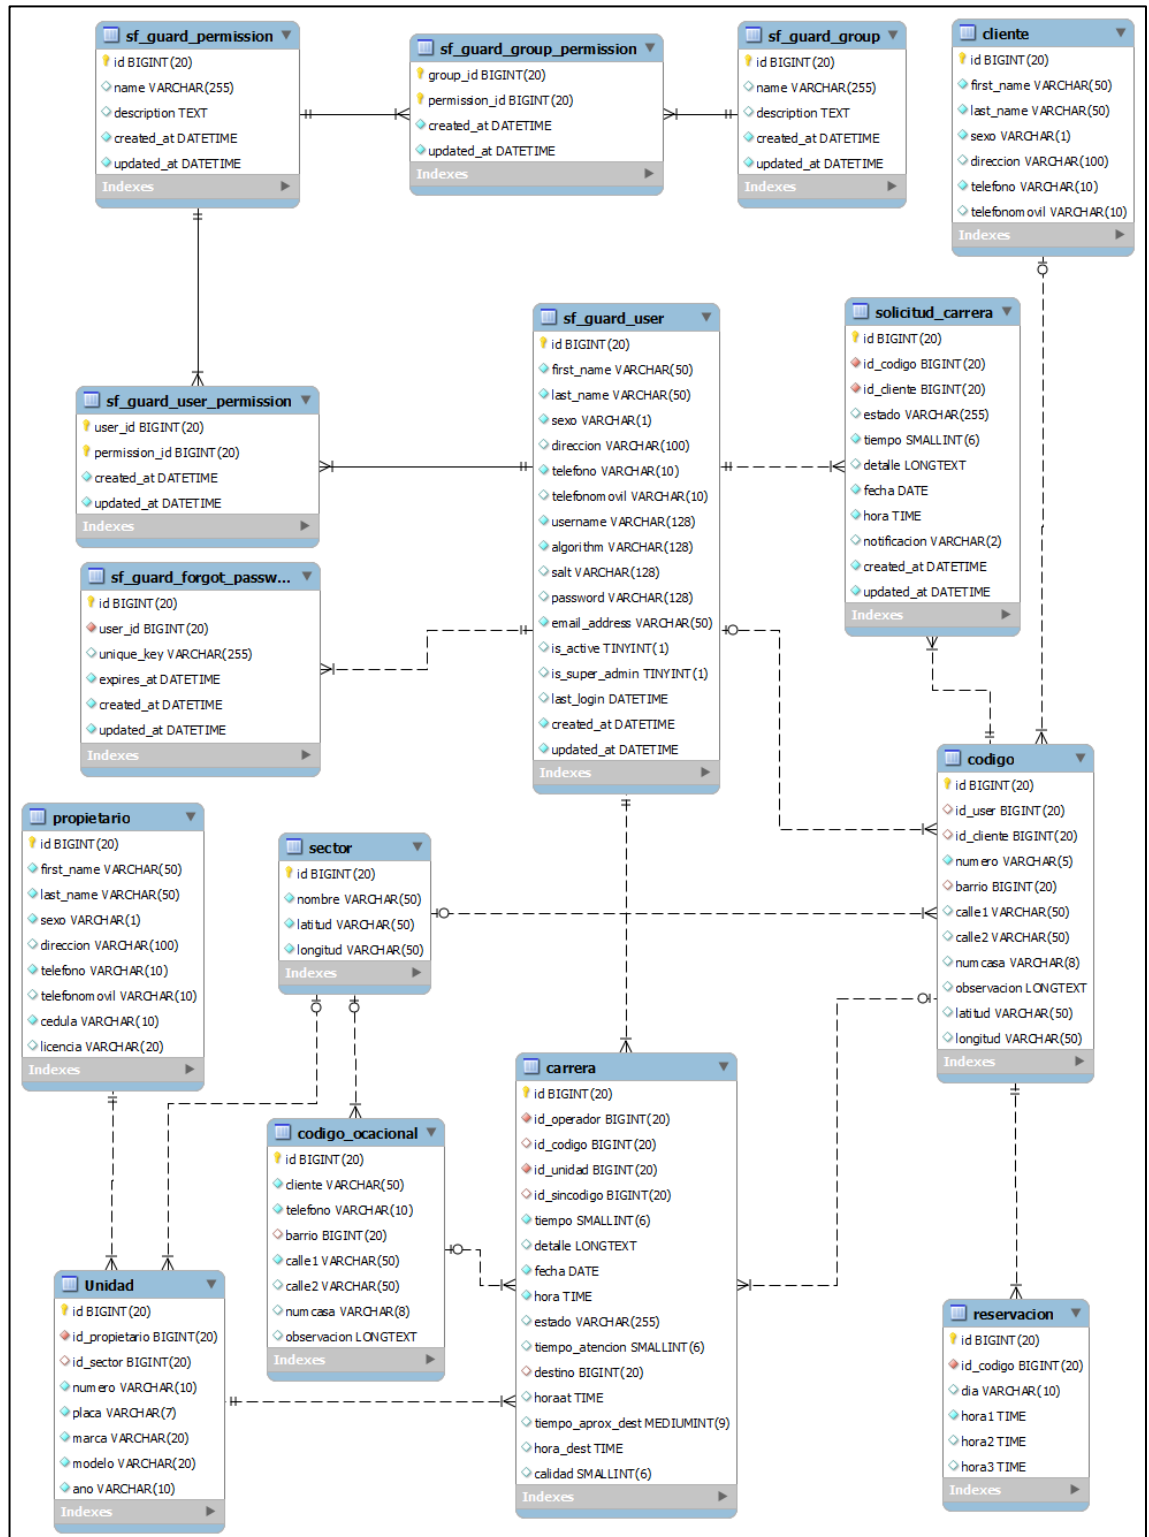 sf_guard_permission
id BIGINT(20)
name VARCHAR(255)
description TEXT
created_at DATETIME
updated_at DATETIME
Indexes
sf_guard_group_permission
group_id BIGINT(20)
permission_id BIGINT(20)
created_at DATETIME
updated_at DATETIME
Indexes
sf_guard_group
id BIGINT(20)
name VARCHAR(255)
description TEXT
created_at DATETIME
updated_at DATETIME
Indexes
cliente
id BIGINT(20)
first_name VARCHAR(50)
last_name VARCHAR(50)
sexo VARCHAR(1)
direccion VARCHAR(100)
telefono VARCHAR(10)
telefonomovil VARCHAR(10)
Indexes
sf_guard_user
id BIGINT(20)
first_name VARCHAR(50)
last_name VARCHAR(50)
sexo VARCHAR(1)
direccion VARCHAR(100)
telefono VARCHAR(10)
telefonomovil VARCHAR(10)
username VARCHAR(128)
algorithm VARCHAR(128)
salt VARCHAR(128)
password VARCHAR(128)
email_address VARCHAR(50)
is_active TINYINT(1)
is_super_admin TINYINT(1)
last_login DATETIME
created_at DATETIME
updated_at DATETIME
Indexes
solicitud_carrera
id BIGINT(20)
id_codigo BIGINT(20)
id_cliente BIGINT(20)
estado VARCHAR(255)
tiempo SMALLINT(6)
detalle LONGTEXT
fecha DATE
hora TIME
notificacion VARCHAR(2)
created_at DATETIME
updated_at DATETIME
Indexes
sf_guard_user_permission
user_id BIGINT(20)
permission_id BIGINT(20)
created_at DATETIME
updated_at DATETIME
Indexes
sf_guard_forgot_passw...
id BIGINT(20)
user_id BIGINT(20)
unique_key VARCHAR(255)
expires_at DATETIME
created_at DATETIME
updated_at DATETIME
Indexes
codigo
id BIGINT(20)
id_user BIGINT(20)
id_cliente BIGINT(20)
numero VARCHAR(5)
barrio BIGINT(20)
calle1 VARCHAR(50)
calle2 VARCHAR(50)
numcasa VARCHAR(8)
observacion LONGTEXT
latitud VARCHAR(50)
longitud VARCHAR(50)
Indexes
propietario
id BIGINT(20)
first_name VARCHAR(50)
last_name VARCHAR(50)
sexo VARCHAR(1)
direccion VARCHAR(100)
telefono VARCHAR(10)
telefonomovil VARCHAR(10)
cedula VARCHAR(10)
licencia VARCHAR(20)
Indexes
sector
id BIGINT(20)
nombre VARCHAR(50)
latitud VARCHAR(50)
longitud VARCHAR(50)
Indexes
carrera
id BIGINT(20)
id_operador BIGINT(20)
id_codigo BIGINT(20)
id_unidad BIGINT(20)
id_sincodigo BIGINT(20)
tiempo SMALLINT(6)
detalle LONGTEXT
fecha DATE
hora TIME
estado VARCHAR(255)
tiempo_atencion SMALLINT(6)
destino BIGINT(20)
horaat TIME
tiempo_aprox_dest MEDIUMINT(9)
hora_dest TIME
calidad SMALLINT(6)
Indexes
codigo_ocacional
id BIGINT(20)
cliente VARCHAR(50)
telefono VARCHAR(10)
barrio BIGINT(20)
calle1 VARCHAR(50)
calle2 VARCHAR(50)
numcasa VARCHAR(8)
observacion LONGTEXT
Indexes
Unidad
id BIGINT(20)
id_propietario BIGINT(20)
id_sector BIGINT(20)
numero VARCHAR(10)
placa VARCHAR(7)
marca VARCHAR(20)
modelo VARCHAR(20)
ano VARCHAR(10)
Indexes
reservacion
id BIGINT(20)
id_codigo BIGINT(20)
dia VARCHAR(10)
hora1 TIME
hora2 TIME
hora3 TIME
Indexes